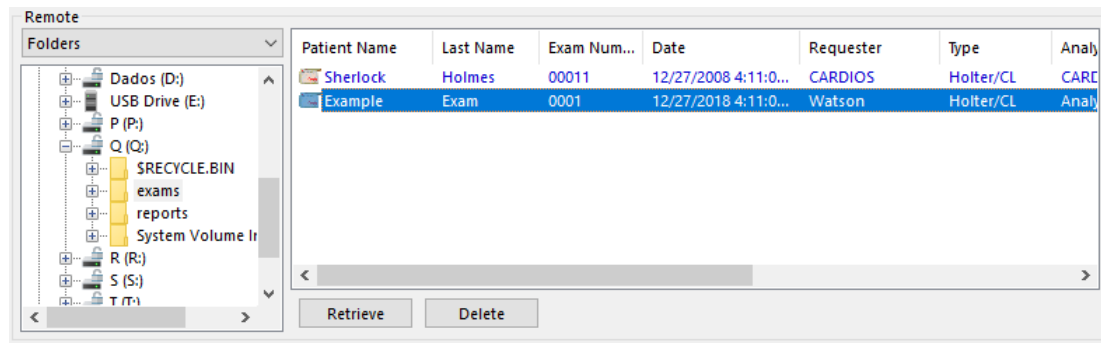 Remote
Folders
Patient Name Last Name Exam Num... Date Requester Type Analy
Sherlock Holmes 00011 12/27/2008 4:11:0... CARDIOS Holter/CL CARD
Example Exam 0001 12/27/2018 4:11:0... Watson Holter/CL Analy
Dados (D:)
USB Drive (E:)
P (P:)
Q (Q:)
$RECYCLE.BIN
exams
reports
System Volume Ir
R (R:)
S (S:)
T (T:)
Retrieve Delete